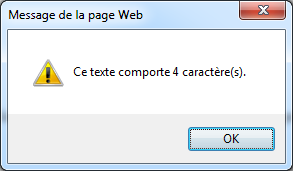 Message de la page Web
Ce texte comporte 4 caractère(s).
OK